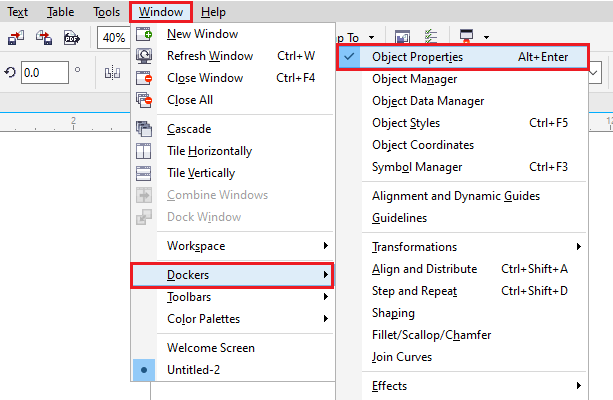 Text Table Tools Window Help
PDF 40% p To
0.0 °
2
12
New Window
Refresh Window Ctrl+W
Close Window Ctrl+F4
Close All
Cascade
Tile Horizontally
Tile Vertically
Combine Windows
Dock Window
Workspace
Dockers
Toolbars
Color Palettes
Welcome Screen
Untitled-2
Object Properties Alt+Enter
Object Manager
Object Data Manager
Object Styles Ctrl+F5
Object Coordinates
Symbol Manager Ctrl+F3
Alignment and Dynamic Guides
Guidelines
Transformations
Align and Distribute Ctrl+Shift+A
Step and Repeat Ctrl+Shift+D
Shaping
Fillet/Scallop/Chamfer
Join Curves
Effects